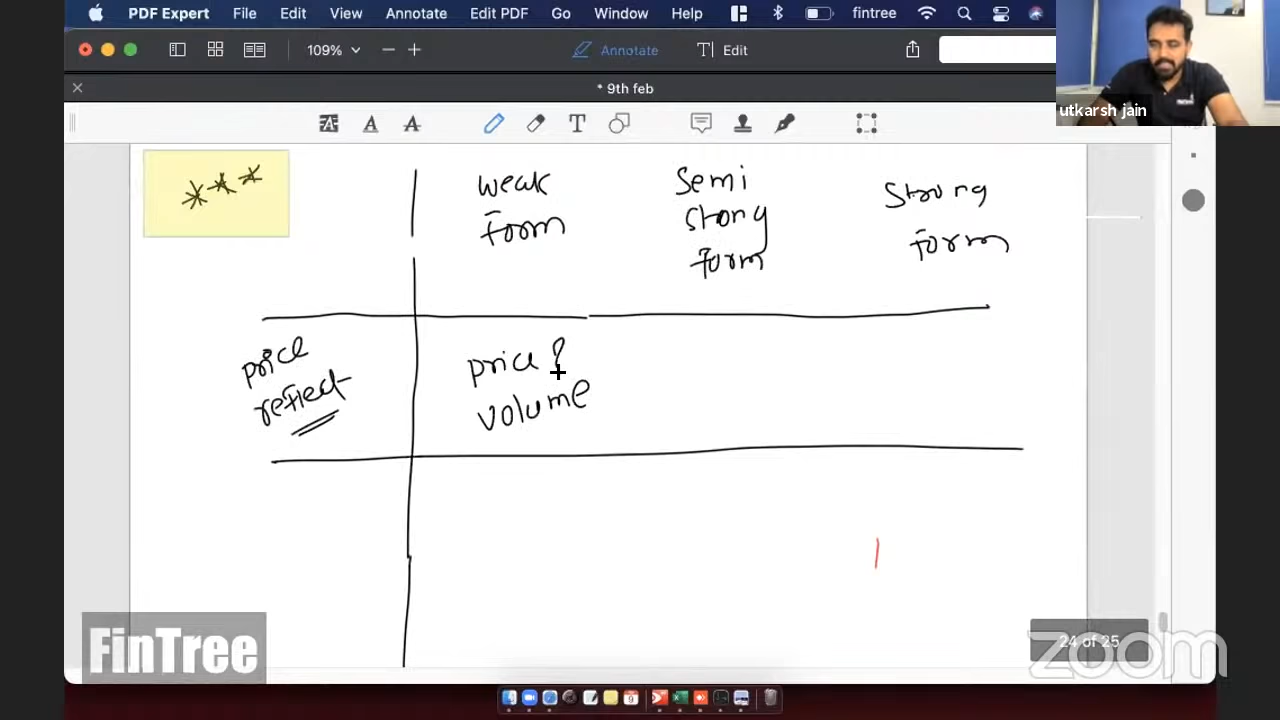 PDF Expert File Edit View Annotate Edit PDF Go Window Help fintree
109% Annotate T| Edit
* 9th feb
utkarsh jain
A A A T
***
weak
Form
Semi
Strong
Form
Strong
Form
price
reflect
price &
volume
FinTree
24 of 25
zoom